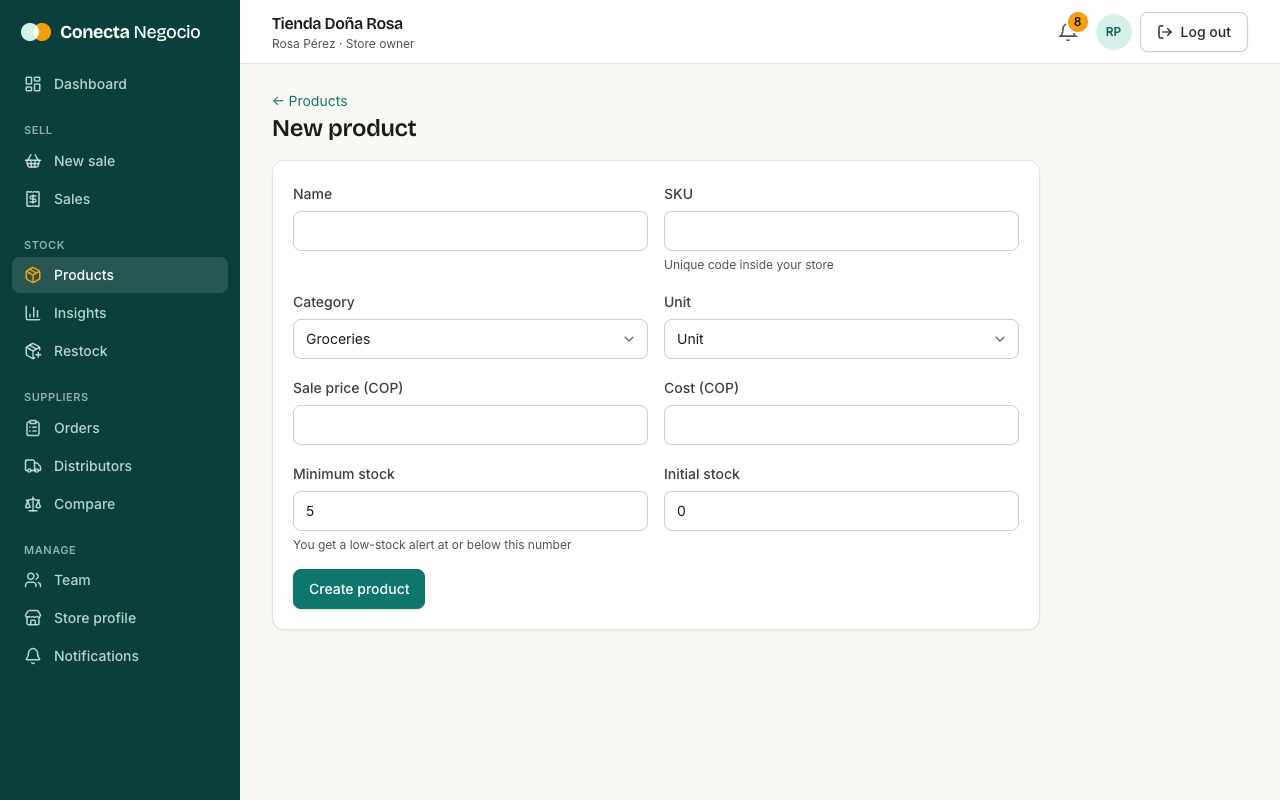 Conecta Negocio
Dashboard
SELL
New sale
Sales
STOCK
Products
Insights
Restock
SUPPLIERS
Orders
Distributors
Compare
MANAGE
Team
Store profile
Notifications
Tienda Doña Rosa
Rosa Pérez · Store owner
8
RP
Log out
← Products
New product
Name
SKU
Unique code inside your store
Category
Unit
Groceries
Unit
Sale price (COP)
Cost (COP)
Minimum stock
Initial stock
5
0
You get a low-stock alert at or below this number
Create product